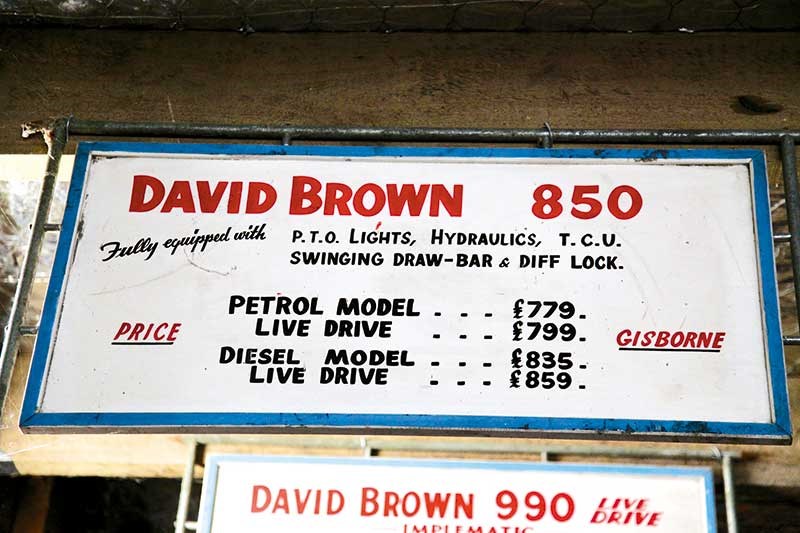 DAVID BROWN 850
Fully equipped with P.T.O. LIGHTS, HYDRAULICS, T.C.U.
SWINGING DRAW-BAR & DIFF LOCK.
PETROL MODEL . . . £779.
PRICE LIVE DRIVE . . . £799. GISBORNE
DIESEL MODEL . . . £835.
LIVE DRIVE . . . £859.
DAVID BROWN 990 LIVE DRIVE
IMPLEMATIC